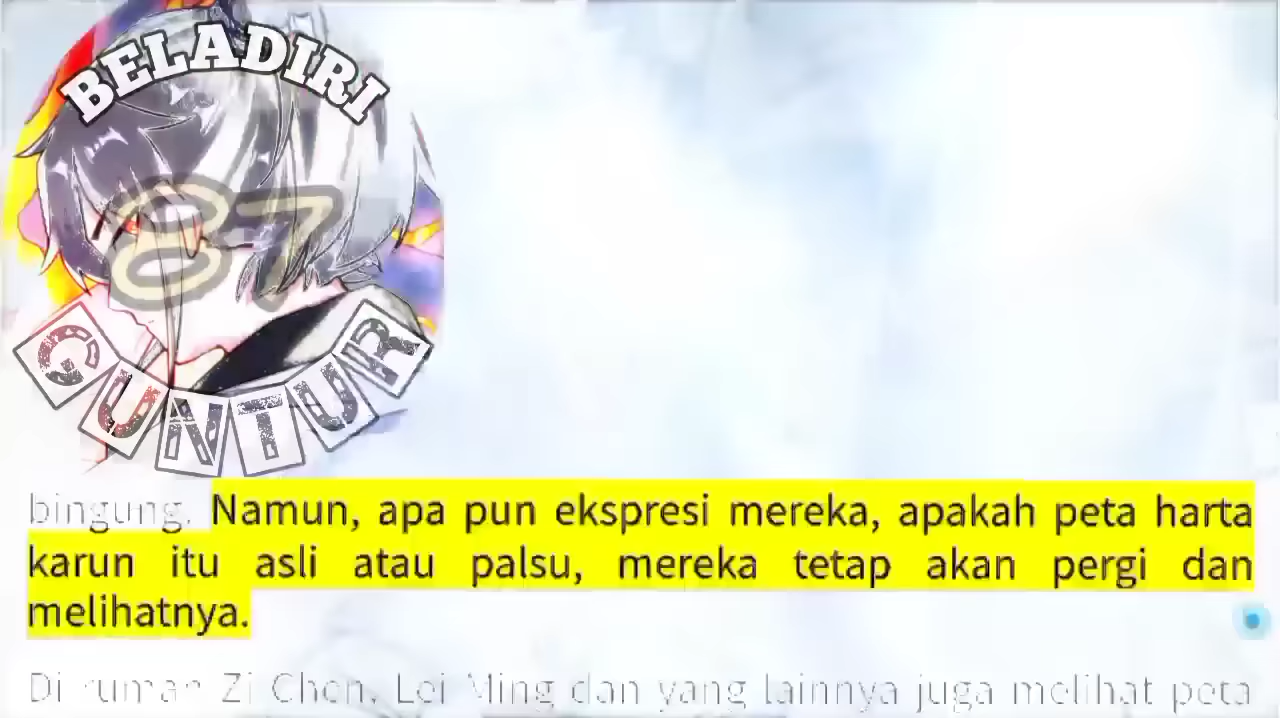 BELADIRI
87
GUNTUR
bingung. Namun, apa pun ekspresi mereka, apakah peta harta
karun itu asli atau palsu, mereka tetap akan pergi dan
melihatnya.
Di rumah Zi Chen, Lei Ming dan yang lainnya juga melihat peta